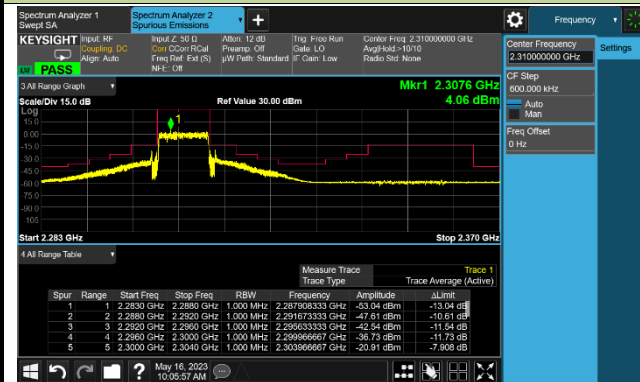 Spectrum Analyzer 1
Swept SA
Spectrum Analyzer 2
Spurious Emissions
Frequency
KEYSIGHT Input: RF Input Z: 50 Ω Atten: 12 dB Trig: Free Run Center Freq: 2.310000000 GHz
Coupling: DC Corr CCorr RCal Preamp: Off Gate: LO Avg|Hold:>10/10
Align: Auto Freq Ref: Ext (S) µW Path: Standard IF Gain: Low Radio Std: None
NFE: Off
LXI PASS
Center Frequency
2.310000000 GHz
Settings
CF Step
600.000 kHz
Auto
Man
Freq Offset
0 Hz
3 All Range Graph
Mkr1 2.3076 GHz
Scale/Div 15.0 dB Ref Value 30.00 dBm 4.06 dBm
Log
15.0
0.00
1
-15.0
-30.0
-45.0
-60.0
-75.0
-90.0
-105
Start 2.283 GHz Stop 2.370 GHz
4 All Range Table
Measure Trace Trace 1
Trace Type Trace Average (Active)
Spur Range Start Freq Stop Freq RBW Frequency Amplitude ΔLimit
1 1 2.2830 GHz 2.2880 GHz 1.000 MHz 2.287908333 GHz -53.04 dBm -13.04 dB
2 2 2.2880 GHz 2.2920 GHz 1.000 MHz 2.291673333 GHz -47.61 dBm -10.61 dB
3 3 2.2920 GHz 2.2960 GHz 1.000 MHz 2.295633333 GHz -42.54 dBm -11.54 dB
4 4 2.2960 GHz 2.3000 GHz 1.000 MHz 2.299966667 GHz -36.73 dBm -11.73 dB
5 5 2.3000 GHz 2.3040 GHz 1.000 MHz 2.303966667 GHz -20.91 dBm -7.908 dB
May 16, 2023
10:05:57 AM